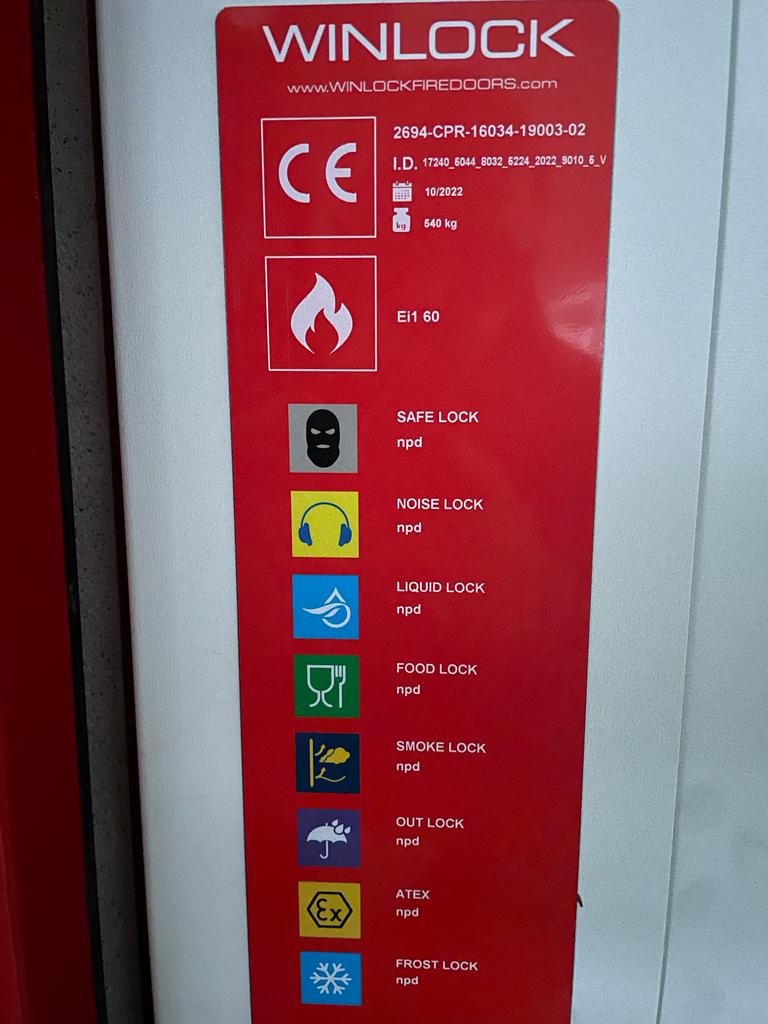 WINLOCK
www.WINLOCKFIREDOORS.com
CE
2694-CPR-16034-19003-02
I.D. 17240_5044_8032_5224_2022_9010_5_V
10/2022
kg
540 kg
Ei1 60
SAFE LOCK
npd
NOISE LOCK
npd
LIQUID LOCK
npd
FOOD LOCK
npd
SMOKE LOCK
npd
OUT LOCK
npd
Ex
ATEX
npd
FROST LOCK
npd